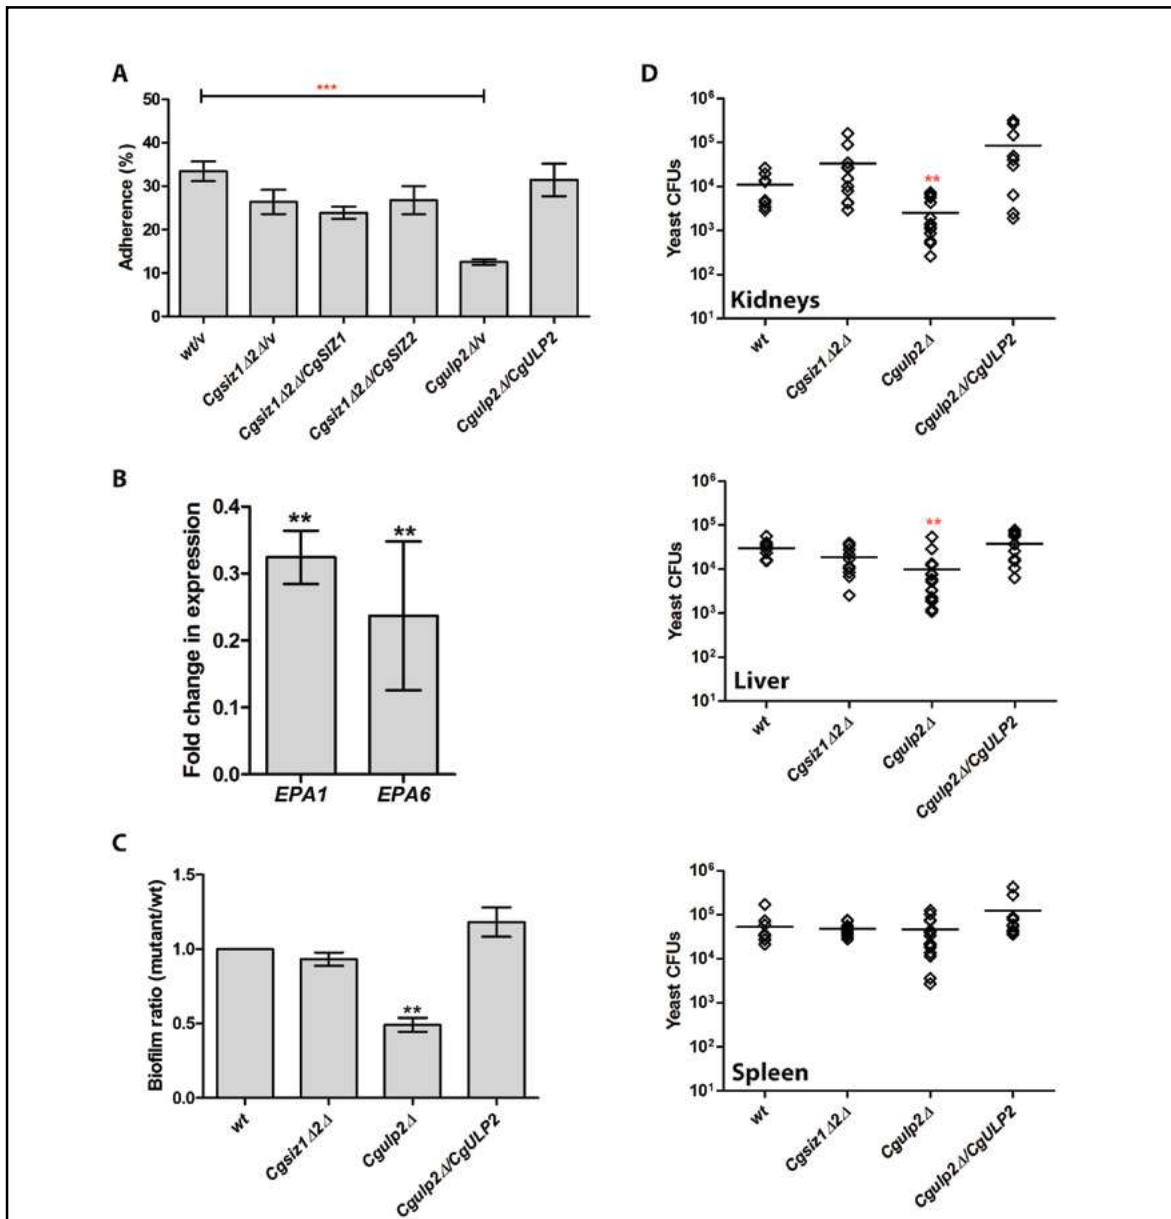 A
***
50
40
30
20
10
0
Adherence (%)
wt/v
Cgsiz1Δ2Δ/v
Cgsiz1Δ2Δ/CgSIZ1
Cgsiz1Δ2Δ/CgSIZ2
Cgulp2Δ/v
Cgulp2Δ/CgULP2
B
0.4
0.3
0.2
0.1
0.0
Fold change in expression
**
**
EPA1
EPA6
C
1.5
1.0
0.5
0.0
Biofilm ratio (mutant/wt)
**
wt
Cgsiz1Δ2Δ
Cgulp2Δ
Cgulp2Δ/CgULP2
D
10⁶
10⁵
10⁴
10³
10²
10¹
Yeast CFUs
**
Kidneys
wt
Cgsiz1Δ2Δ
Cgulp2Δ
Cgulp2Δ/CgULP2
10⁶
10⁵
10⁴
10³
10²
10¹
Yeast CFUs
**
Liver
wt
Cgsiz1Δ2Δ
Cgulp2Δ
Cgulp2Δ/CgULP2
10⁶
10⁵
10⁴
10³
10²
10¹
Yeast CFUs
Spleen
wt
Cgsiz1Δ2Δ
Cgulp2Δ
Cgulp2Δ/CgULP2